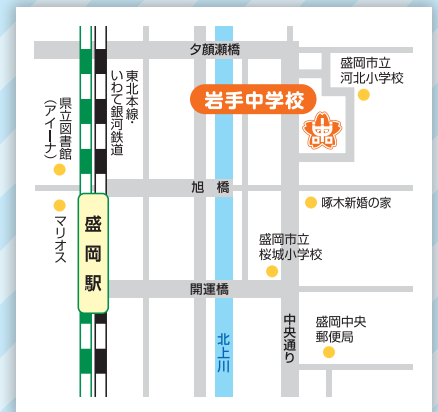 夕顔瀬橋
盛岡市立
河北小学校
東北本線・
いわて銀河鉄道
岩手中学校
県立図書館
（アイーナ）
旭橋
啄木新婚の家
マリオス
盛岡駅
盛岡市立
桜城小学校
開運橋
北上川
中央通り
盛岡中央
郵便局